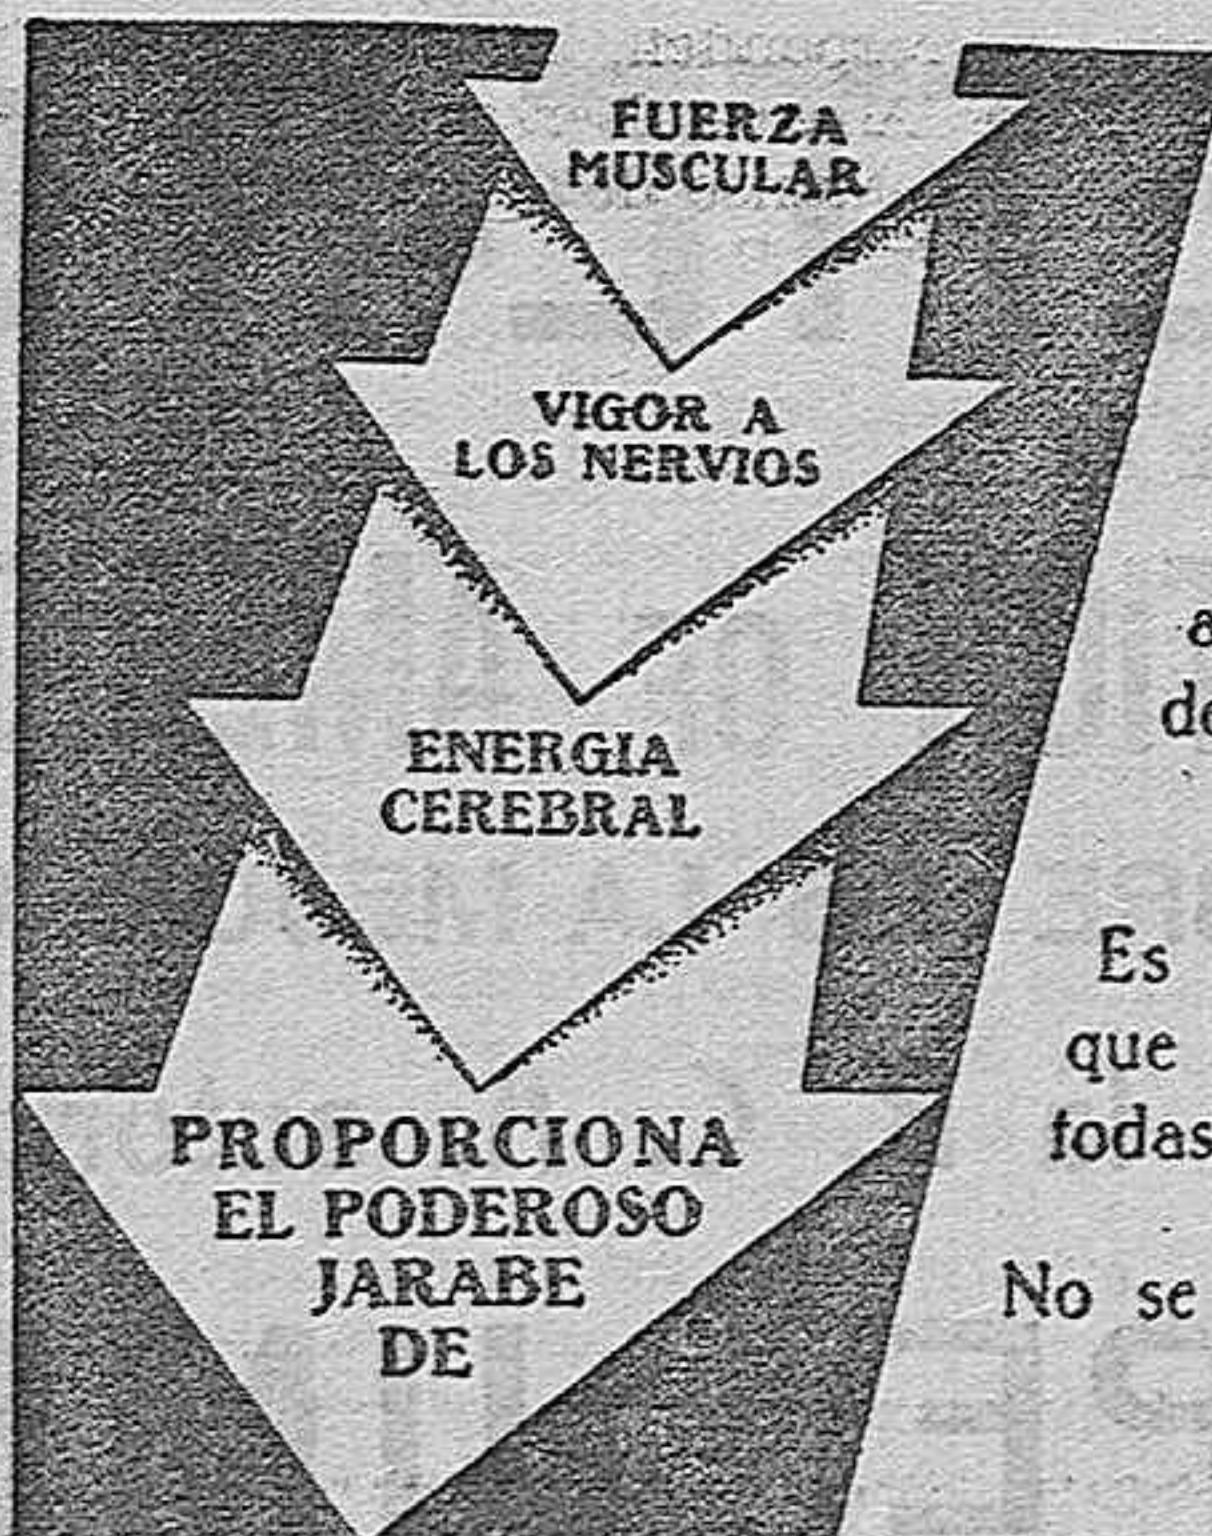 FUERZA
MUSCULAR
VIGOR A
LOS NERVIOS
ENERGIA
CEREBRAL
PROPORCIONA
EL PODEROSO
JARABE
DE
Es
que
todas
No se